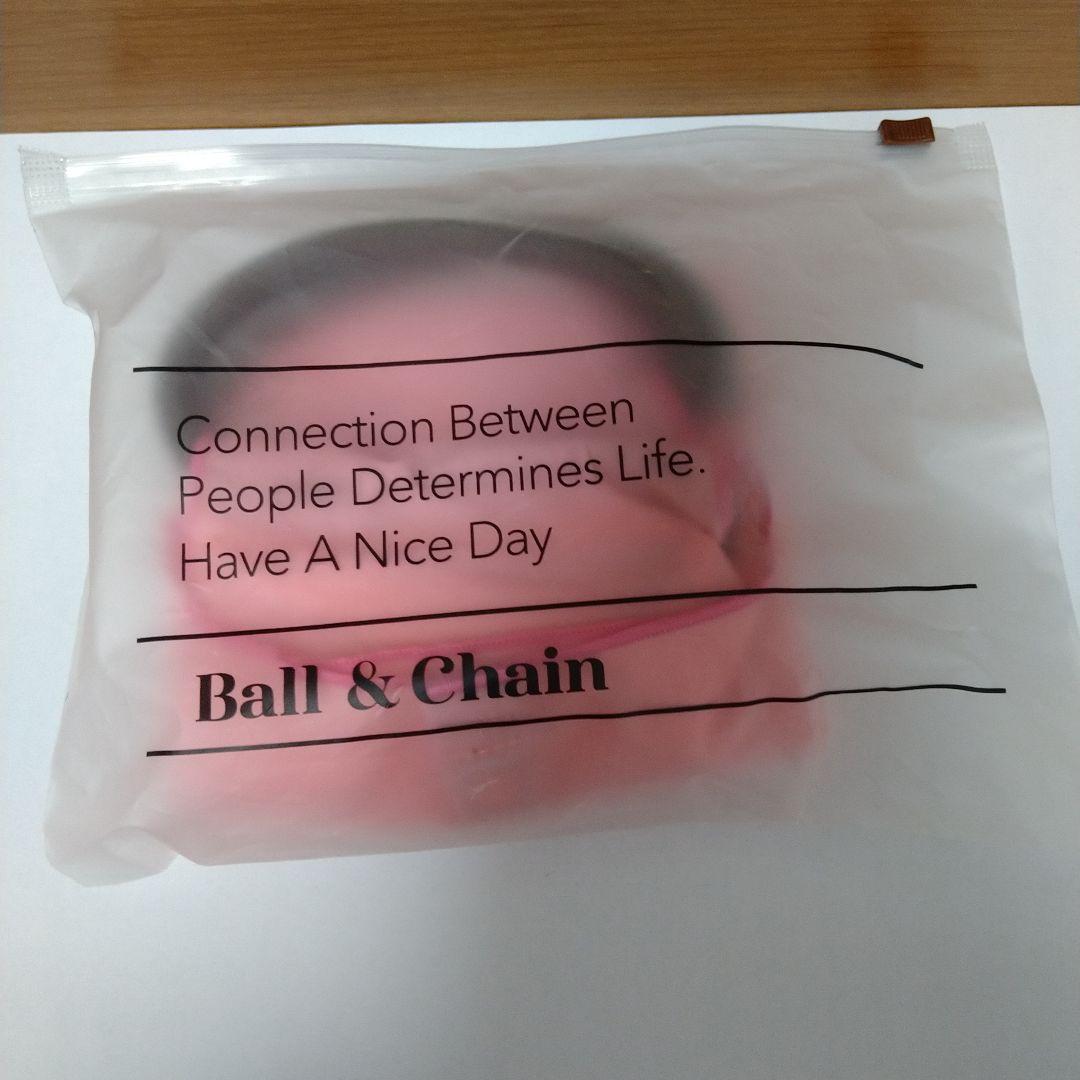 Connection Between
People Determines Life.
Have A Nice Day
Ball & Chain